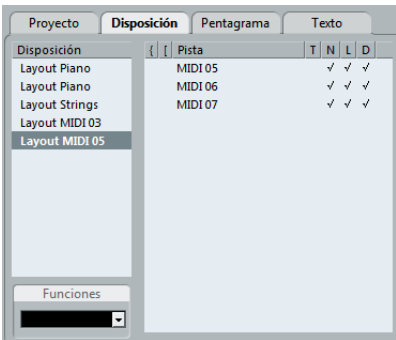 Proyecto Disposición Pentagrama Texto
Disposición { [ Pista T N L D
Layout Piano MIDI 05 √ √ √
Layout Piano MIDI 06 √ √ √
Layout Strings MIDI 07 √ √ √
Layout MIDI 03
Layout MIDI 05
Funciones